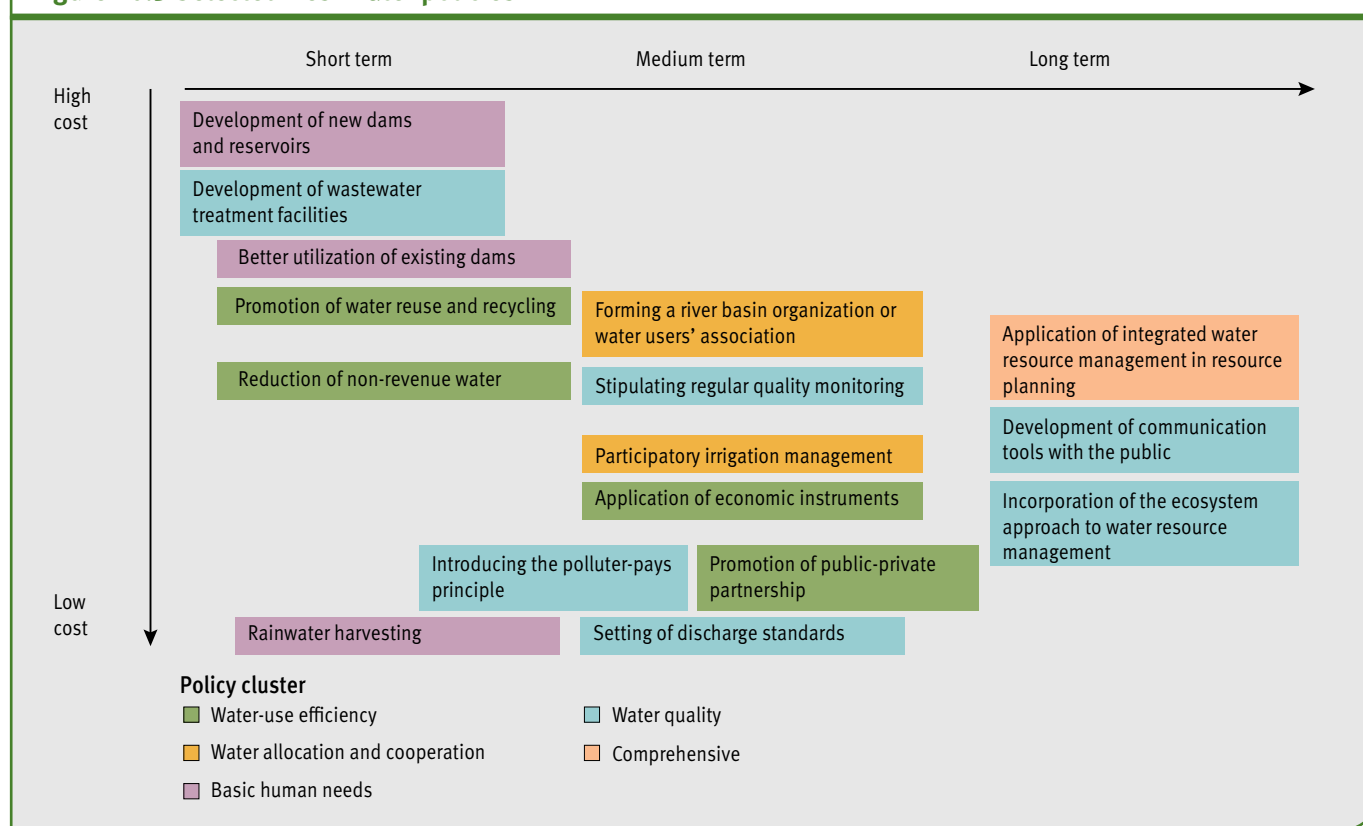 Short term
Medium term
Long term
High
cost
Development of new dams
and reservoirs
Development of wastewater
treatment facilities
Better utilization of existing dams
Promotion of water reuse and recycling
Forming a river basin organization or
water users’ association
Application of integrated water
resource management in resource
planning
Reduction of non-revenue water
Stipulating regular quality monitoring
Development of communication
tools with the public
Participatory irrigation management
Application of economic instruments
Incorporation of the ecosystem
approach to water resource
management
Introducing the polluter-pays
principle
Promotion of public-private
partnership
Low
cost
Rainwater harvesting
Setting of discharge standards
Policy cluster
Water-use efficiency
Water quality
Water allocation and cooperation
Comprehensive
Basic human needs